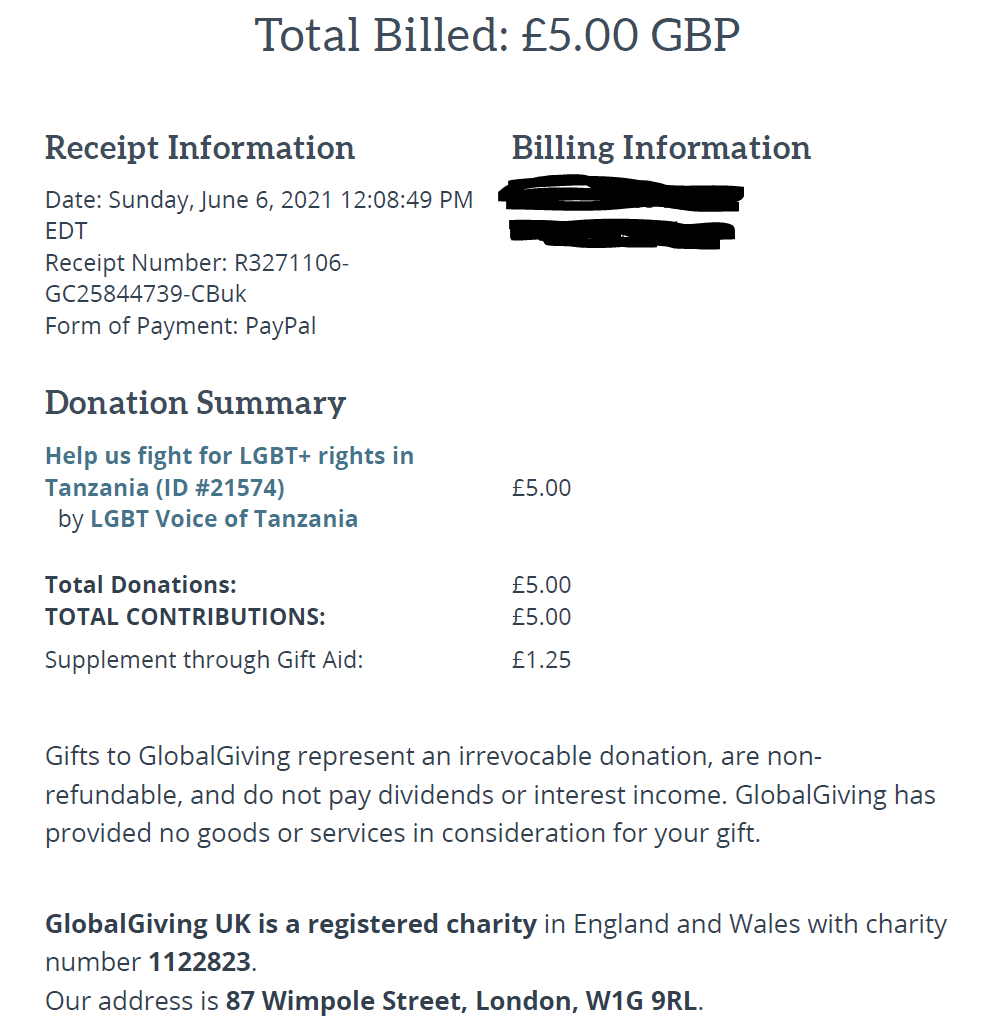 Total Billed: £5.00 GBP
Receipt Information
Date: Sunday, June 6, 2021 12:08:49 PM
EDT
Receipt Number: R3271106-
GC25844739-CBuk
Form of Payment: PayPal
Billing Information
Donation Summary
Help us fight for LGBT+ rights in
Tanzania (ID #21574) £5.00
by LGBT Voice of Tanzania
Total Donations: £5.00
TOTAL CONTRIBUTIONS: £5.00
Supplement through Gift Aid: £1.25
Gifts to GlobalGiving represent an irrevocable donation, are non-
refundable, and do not pay dividends or interest income. GlobalGiving has
provided no goods or services in consideration for your gift.
GlobalGiving UK is a registered charity in England and Wales with charity
number 1122823.
Our address is 87 Wimpole Street, London, W1G 9RL.